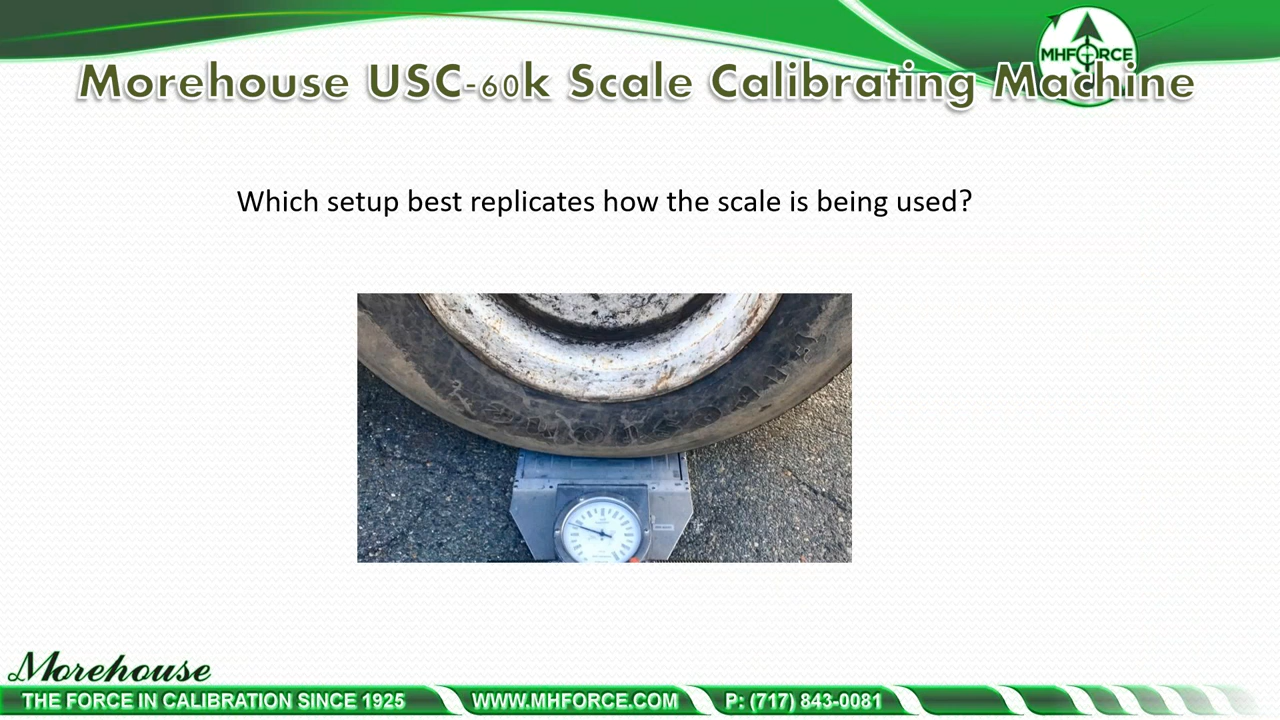 MHFORCE
Morehouse USC-60k Scale Calibrating Machine
Which setup best replicates how the scale is being used?
Morehouse
THE FORCE IN CALIBRATION SINCE 1925 WWW.MHFORCE.COM P: (717) 843-0081